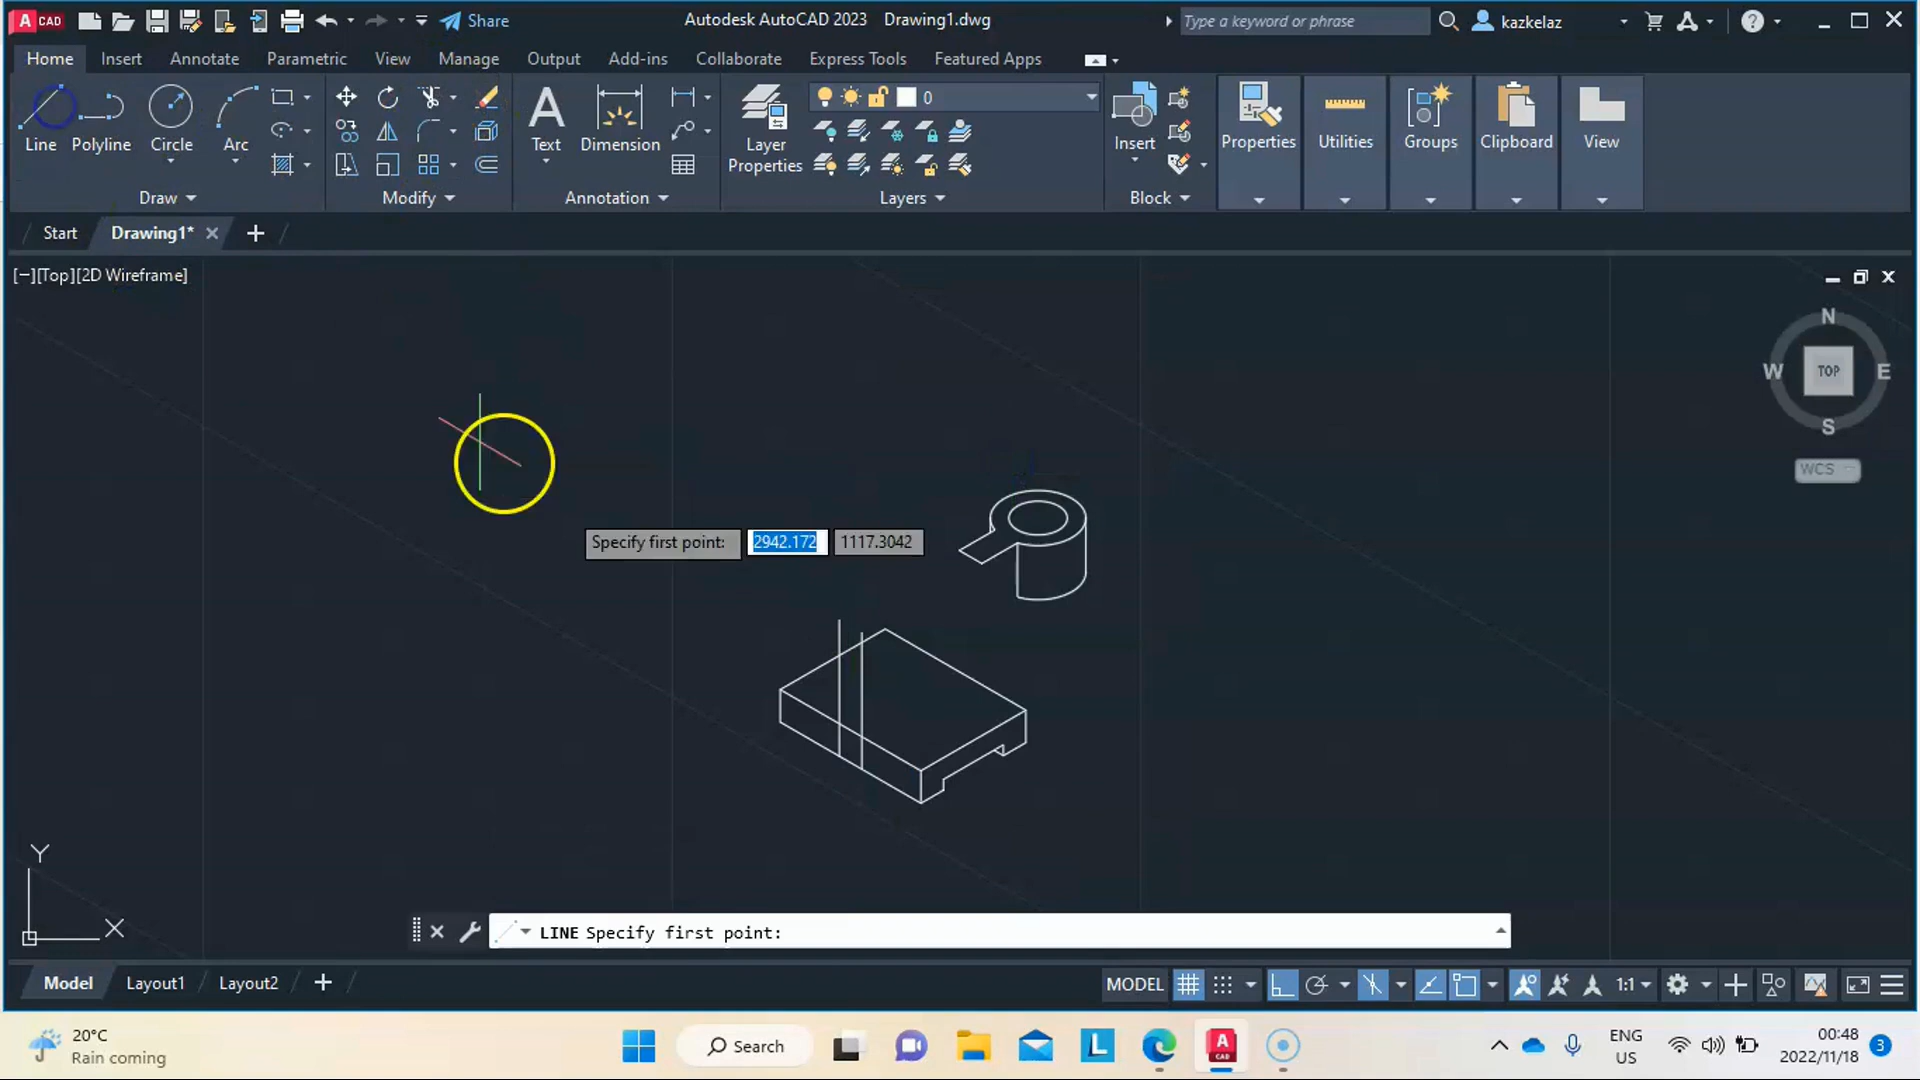 A CAD
Share
Autodesk AutoCAD 2023 Drawing1.dwg
Type a keyword or phrase
kazkelaz
?
Home Insert Annotate Parametric View Manage Output Add-ins Collaborate Express Tools Featured Apps
Line Polyline Circle Arc
A
Text Dimension
Layer Properties
0
Insert
Properties Utilities Groups Clipboard View
Draw Modify Annotation Layers Block
Start Drawing1* +
[−][Top][2D Wireframe]
N
W TOP E
S
WCS
Specify first point: 2942.172 1117.3042
Y
X
LINE Specify first point:
Model Layout1 Layout2 +
MODEL 1:1
20°C
Rain coming
Search
L
A CAD
ENG
US
00:48
2022/11/18
3